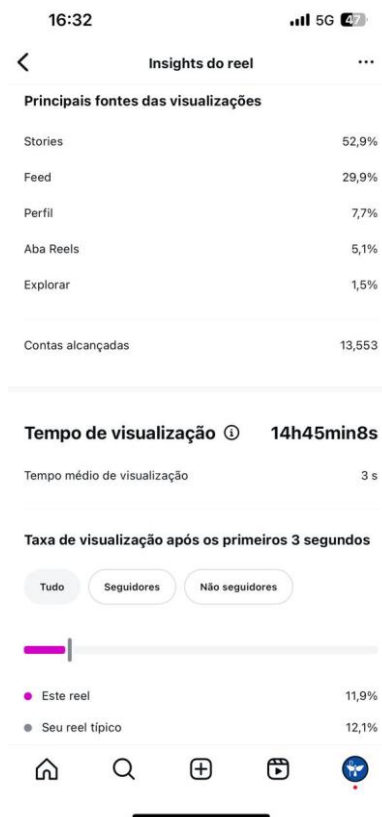 16:32 5G 47
Insights do reel
Principais fontes das visualizações
Stories 52,9%
Feed 29,9%
Perfil 7,7%
Aba Reels 5,1%
Explorar 1,5%
Contas alcançadas 13,553
Tempo de visualização 14h45min8s
Tempo médio de visualização 3 s
Taxa de visualização após os primeiros 3 segundos
Tudo Seguidores Não seguidores
Este reel 11,9%
Seu reel típico 12,1%